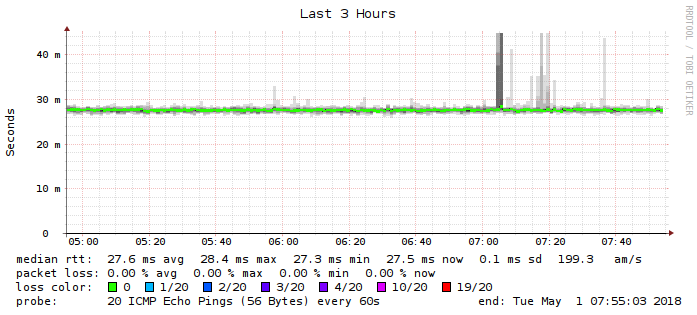 Last 3 Hours
RRDTOOL / TOBI OETIKER
Seconds
40 m
30 m
20 m
10 m
0
05:00 05:20 05:40 06:00 06:20 06:40 07:00 07:20 07:40
median rtt: 27.6 ms avg 28.4 ms max 27.3 ms min 27.5 ms now 0.1 ms sd 199.3 am/s
packet loss: 0.00 % avg 0.00 % max 0.00 % min 0.00 % now
loss color: 0 1/20 2/20 3/20 4/20 10/20 19/20
probe: 20 ICMP Echo Pings (56 Bytes) every 60s end: Tue May 1 07:55:03 2018